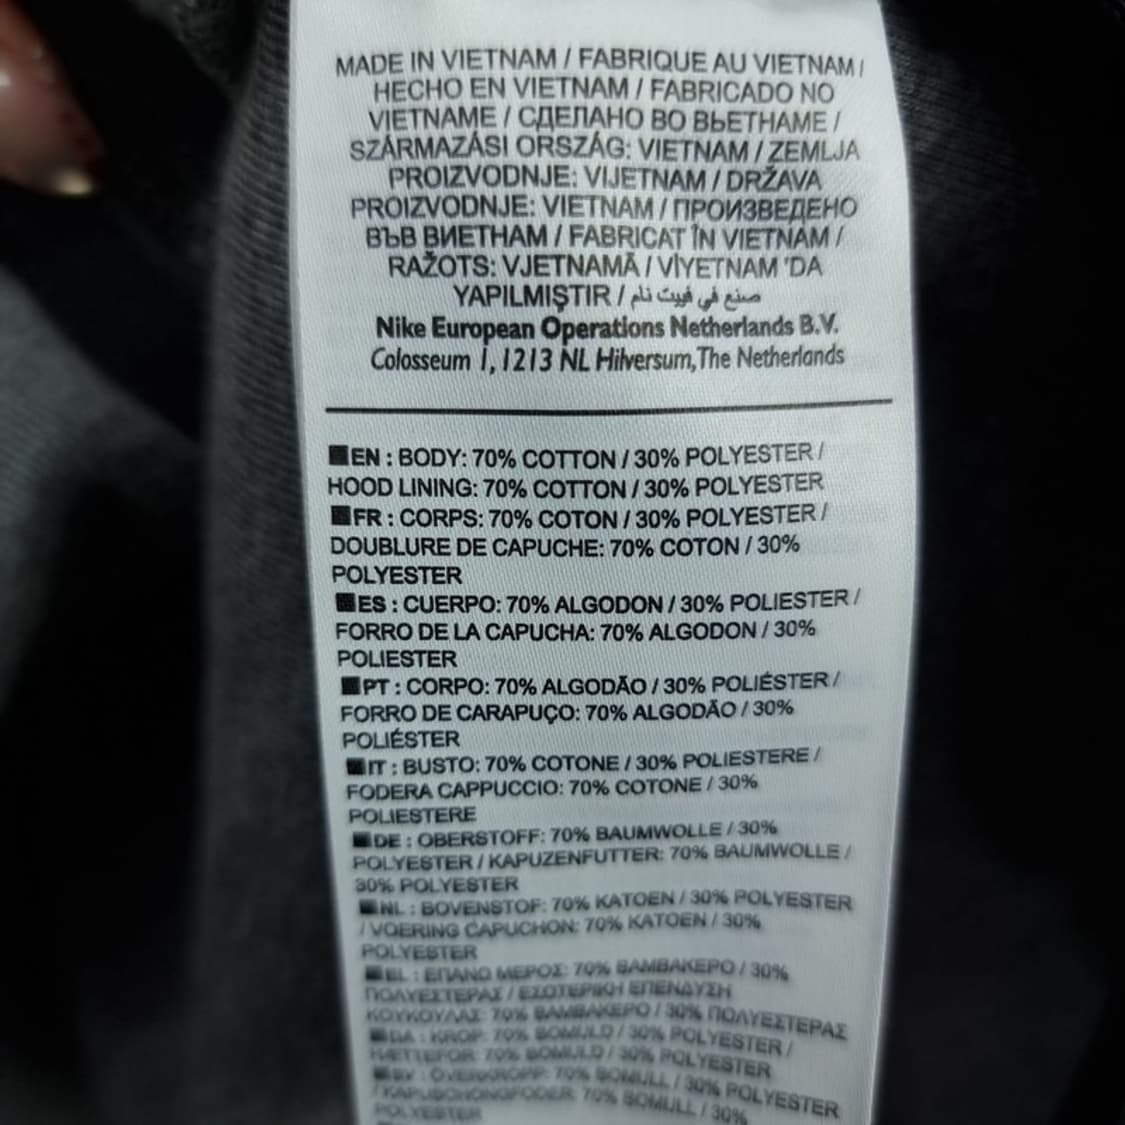 MADE IN VIETNAM / FABRIQUE AU VIETNAM /
HECHO EN VIETNAM / FABRICADO NO
VIETNAME / СДЕЛАНО ВО ВЬЕТНАМЕ /
SZÁRMAZÁSI ORSZÁG: VIETNAM / ZEMLJA
PROIZVODNJE: VIJETNAM / DRŽAVA
PROIZVODNJE: VIETNAM / ПРОИЗВЕДЕНО
ВЪВ ВИЕТНАМ / FABRICAT ÎN VIETNAM /
RAŽOTS: VJETNAMĀ / VİYETNAM 'DA
YAPILMIŞTIR / صنع في فييت نام
Nike European Operations Netherlands B.V.
Colosseum 1, 1213 NL Hilversum, The Netherlands
EN : BODY: 70% COTTON / 30% POLYESTER /
HOOD LINING: 70% COTTON / 30% POLYESTER
FR : CORPS: 70% COTON / 30% POLYESTER /
DOUBLURE DE CAPUCHE: 70% COTON / 30%
POLYESTER
ES : CUERPO: 70% ALGODON / 30% POLIESTER /
FORRO DE LA CAPUCHA: 70% ALGODON / 30%
POLIESTER
PT : CORPO: 70% ALGODÃO / 30% POLIÉSTER /
FORRO DE CARAPUÇO: 70% ALGODÃO / 30%
POLIÉSTER
IT : BUSTO: 70% COTONE / 30% POLIESTERE /
FODERA CAPPUCCIO: 70% COTONE / 30%
POLIESTERE
DE : OBERSTOFF: 70% BAUMWOLLE / 30%
POLYESTER / KAPUZENFUTTER: 70% BAUMWOLLE /
30% POLYESTER
NL : BOVENSTOF: 70% KATOEN / 30% POLYESTER
/ VOERING CAPUCHON: 70% KATOEN / 30%
POLYESTER
EL : ΕΠΑΝΩ ΜΕΡΟΣ: 70% ΒΑΜΒΑΚΕΡΟ / 30%
ΠΟΛΥΕΣΤΕΡΑΣ / ΕΣΩΤΕΡΙΚΗ ΕΠΕΝΔΥΣΗ
ΚΟΥΚΟΥΛΑΣ: 70% ΒΑΜΒΑΚΕΡΟ / 30% ΠΟΛΥΕΣΤΕΡΑΣ
DA : KROP: 70% BOMULD / 30% POLYESTER /
HÆTTEFOR: 70% BOMULD / 30% POLYESTER
SV : 70% BOMULL / 30% POLYESTER
70% BOMULL / 30%
POLYESTER